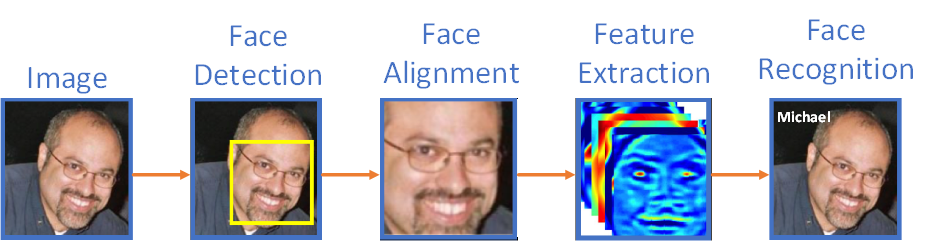 Image
Face
Detection
Face
Alignment
Feature
Extraction
Face
Recognition
Michael